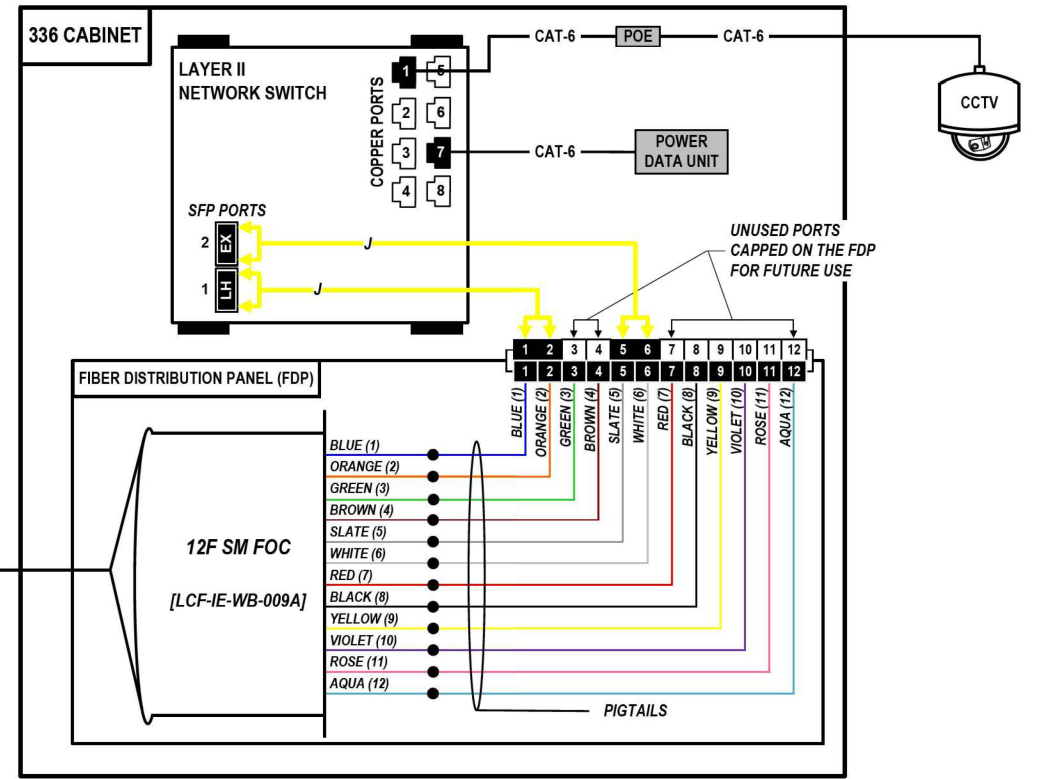 336 CABINET
LAYER II
NETWORK SWITCH
COPPER PORTS
1
5
2
6
3
7
4
8
CAT-6
POE
CAT-6
CCTV
CAT-6
POWER
DATA UNIT
SFP PORTS
2
EX
1
LH
J
J
UNUSED PORTS
CAPPED ON THE FDP
FOR FUTURE USE
1 2 3 4 5 6 7 8 9 10 11 12
1 2 3 4 5 6 7 8 9 10 11 12
FIBER DISTRIBUTION PANEL (FDP)
BLUE (1)
ORANGE (2)
GREEN (3)
BROWN (4)
SLATE (5)
WHITE (6)
RED (7)
BLACK (8)
YELLOW (9)
VIOLET (10)
ROSE (11)
AQUA (12)
12F SM FOC
[LCF-IE-WB-009A]
BLUE (1)
ORANGE (2)
GREEN (3)
BROWN (4)
SLATE (5)
WHITE (6)
RED (7)
BLACK (8)
YELLOW (9)
VIOLET (10)
ROSE (11)
AQUA (12)
PIGTAILS